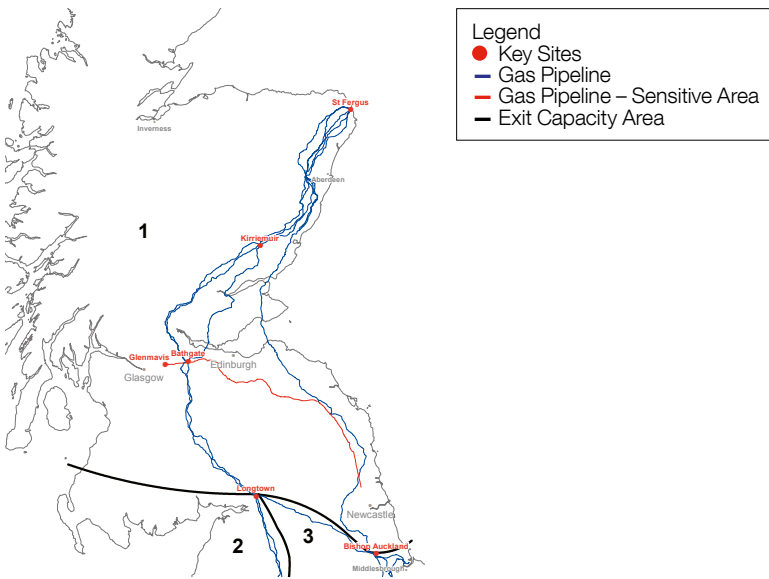 Legend
Key Sites
Gas Pipeline
Gas Pipeline – Sensitive Area
Exit Capacity Area
St Fergus
Inverness
Aberdeen
1
Kirriemuir
Glenmavis
Bathgate
Edinburgh
Glasgow
Longtown
Newcastle
2
3
Bishop Auckland
Middlesbrough